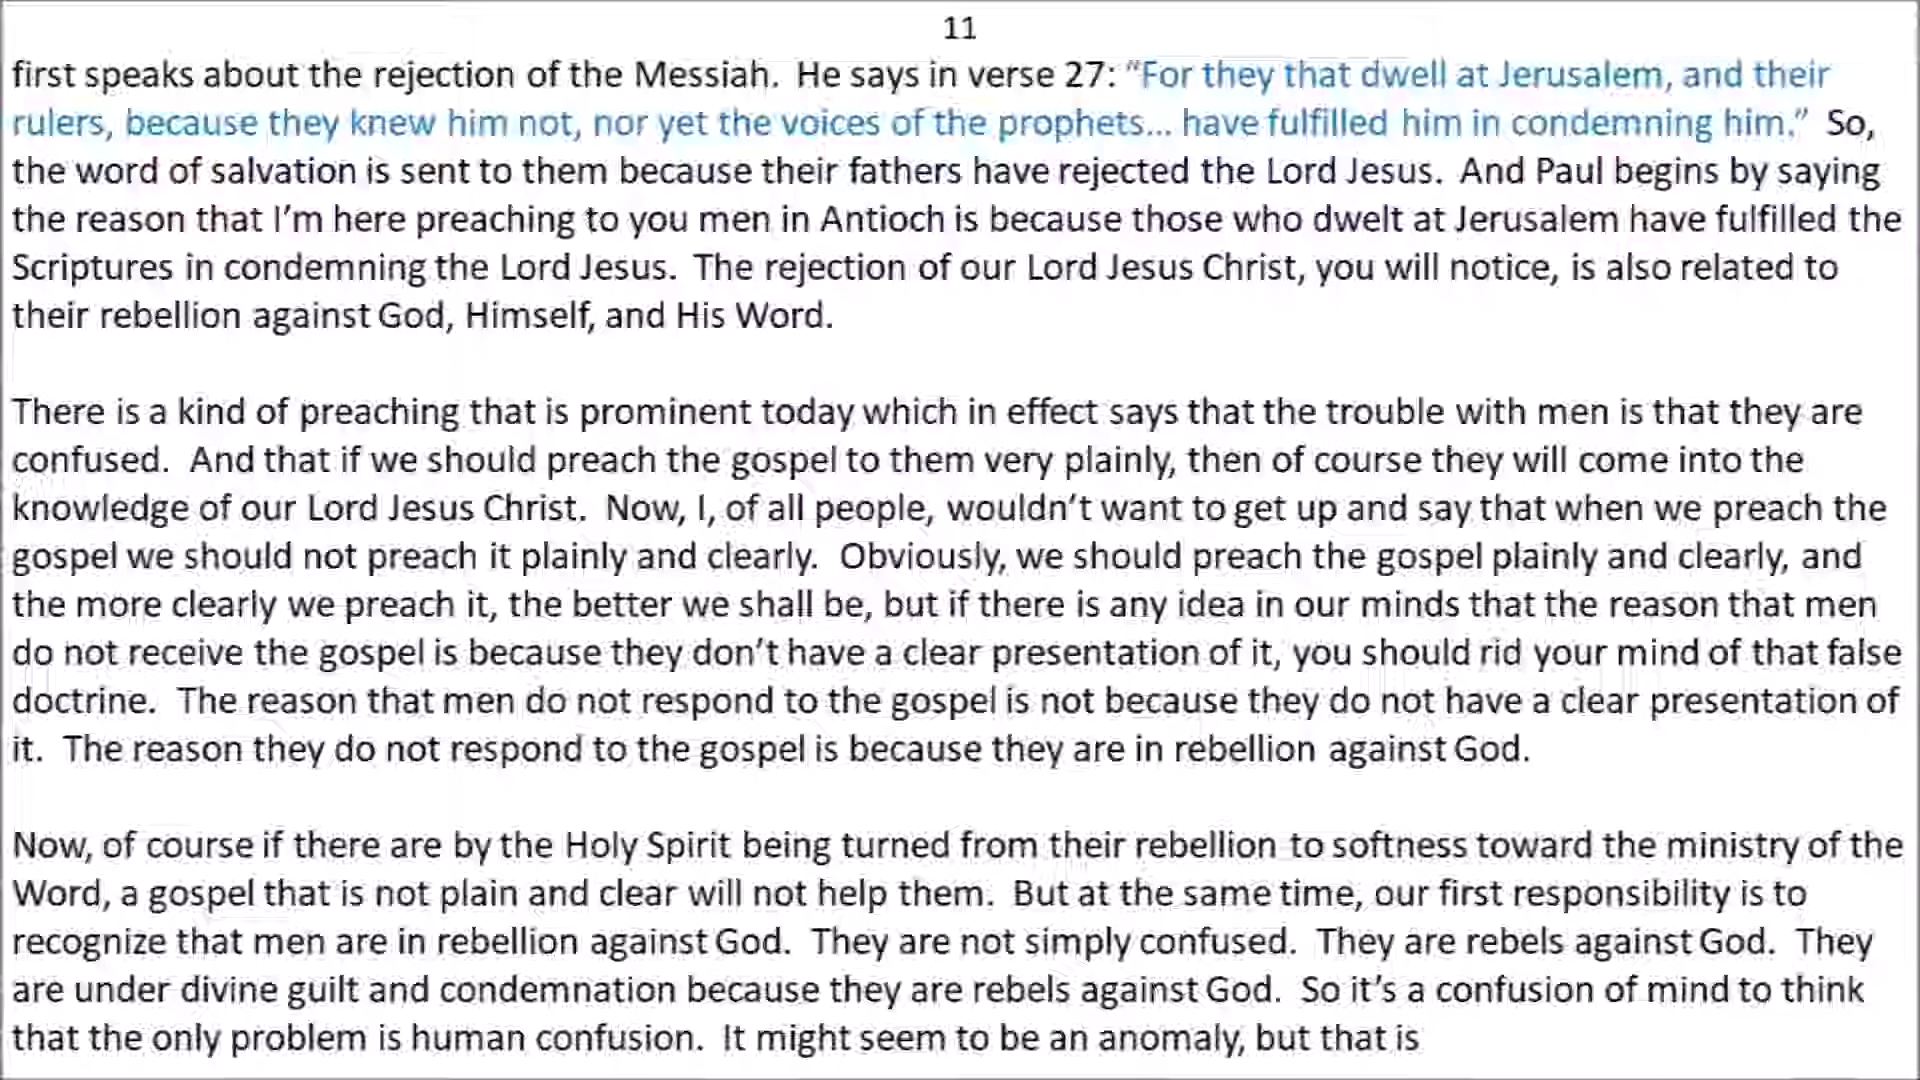 11
first speaks about the rejection of the Messiah.  He says in verse 27: “For they that dwell at Jerusalem, and their
rulers, because they knew him not, nor yet the voices of the prophets... have fulfilled him in condemning him.”  So,
the word of salvation is sent to them because their fathers have rejected the Lord Jesus.  And Paul begins by saying
the reason that I’m here preaching to you men in Antioch is because those who dwelt at Jerusalem have fulfilled the
Scriptures in condemning the Lord Jesus.  The rejection of our Lord Jesus Christ, you will notice, is also related to
their rebellion against God, Himself, and His Word.
There is a kind of preaching that is prominent today which in effect says that the trouble with men is that they are
confused.  And that if we should preach the gospel to them very plainly, then of course they will come into the
knowledge of our Lord Jesus Christ.  Now, I, of all people, wouldn’t want to get up and say that when we preach the
gospel we should not preach it plainly and clearly.  Obviously, we should preach the gospel plainly and clearly, and
the more clearly we preach it, the better we shall be, but if there is any idea in our minds that the reason that men
do not receive the gospel is because they don’t have a clear presentation of it, you should rid your mind of that false
doctrine.  The reason that men do not respond to the gospel is not because they do not have a clear presentation of
it.  The reason they do not respond to the gospel is because they are in rebellion against God.
Now, of course if there are by the Holy Spirit being turned from their rebellion to softness toward the ministry of the
Word, a gospel that is not plain and clear will not help them.  But at the same time, our first responsibility is to
recognize that men are in rebellion against God.  They are not simply confused.  They are rebels against God.  They
are under divine guilt and condemnation because they are rebels against God.  So it’s a confusion of mind to think
that the only problem is human confusion.  It might seem to be an anomaly, but that is